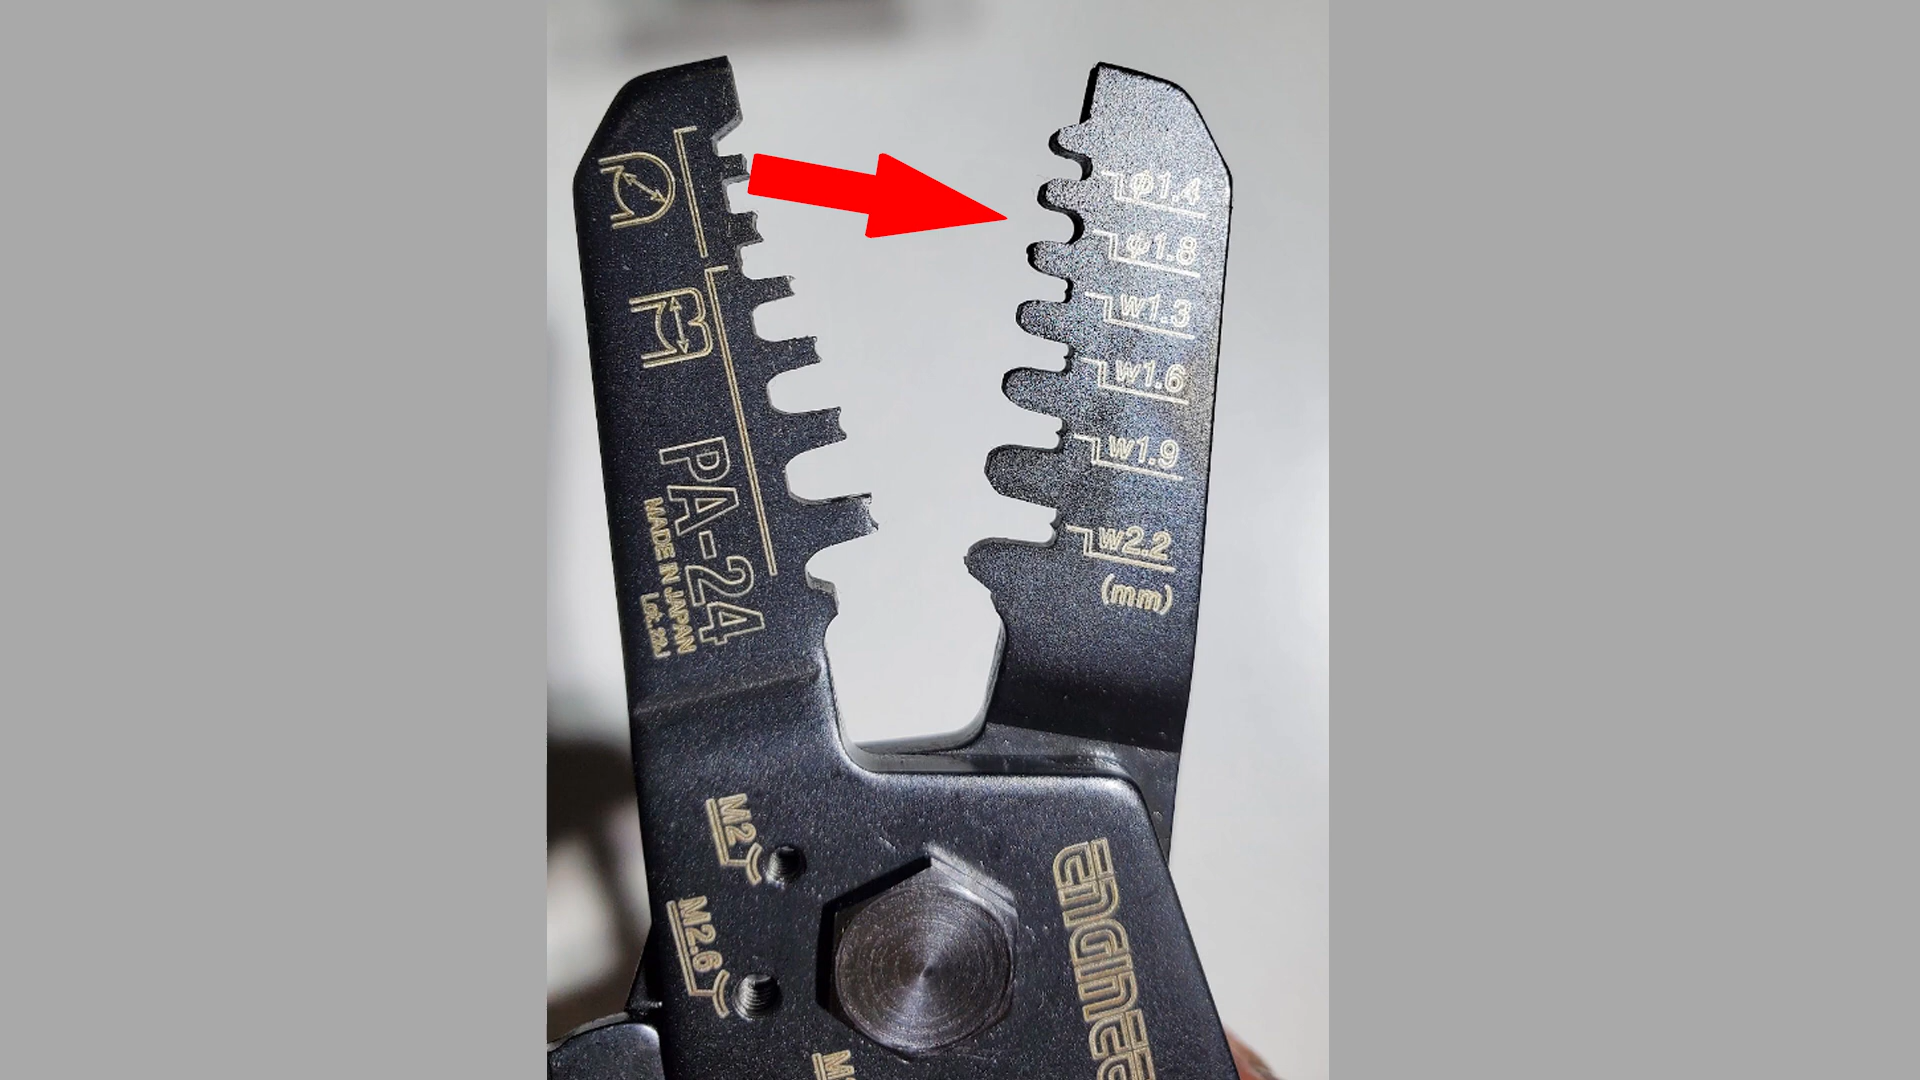 φ1.4
φ1.8
w1.3
w1.6
w1.9
w2.2
(mm)
PA-24
MADE IN JAPAN
M2
M2.6